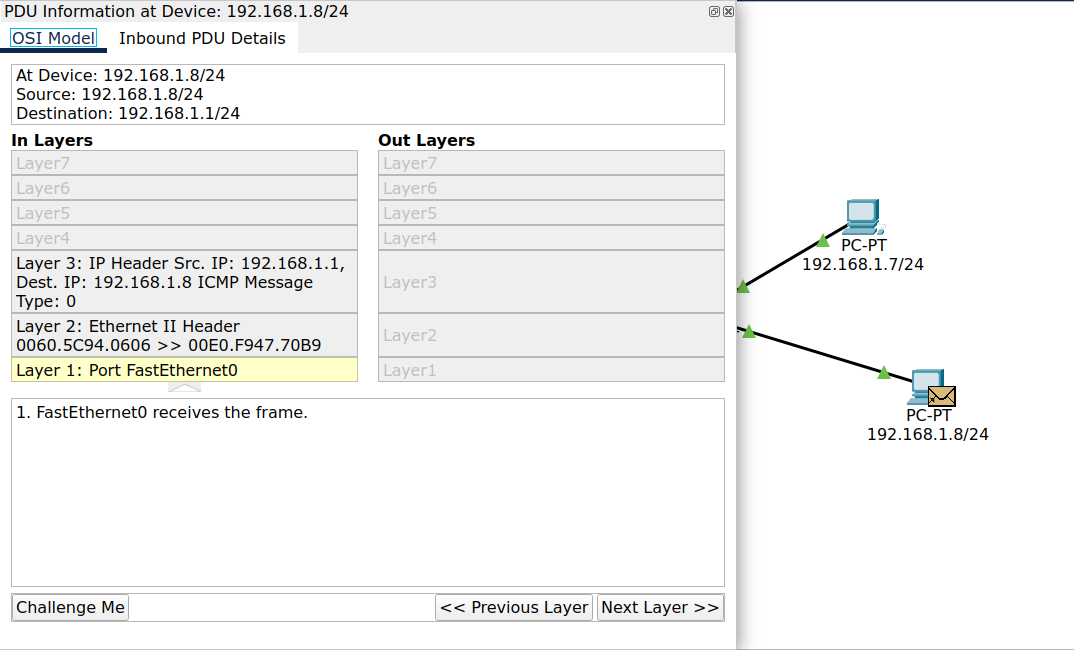 PDU Information at Device: 192.168.1.8/24
OSI Model
Inbound PDU Details
At Device: 192.168.1.8/24
Source: 192.168.1.8/24
Destination: 192.168.1.1/24
In Layers
Layer7
Layer6
Layer5
Layer4
Layer 3: IP Header Src. IP: 192.168.1.1,
Dest. IP: 192.168.1.8 ICMP Message
Type: 0
Layer 2: Ethernet II Header
0060.5C94.0606 >> 00E0.F947.70B9
Layer 1: Port FastEthernet0
Out Layers
Layer7
Layer6
Layer5
Layer4
Layer3
Layer2
Layer1
1. FastEthernet0 receives the frame.
Challenge Me
<< Previous Layer
Next Layer >>
PC-PT
192.168.1.7/24
PC-PT
192.168.1.8/24